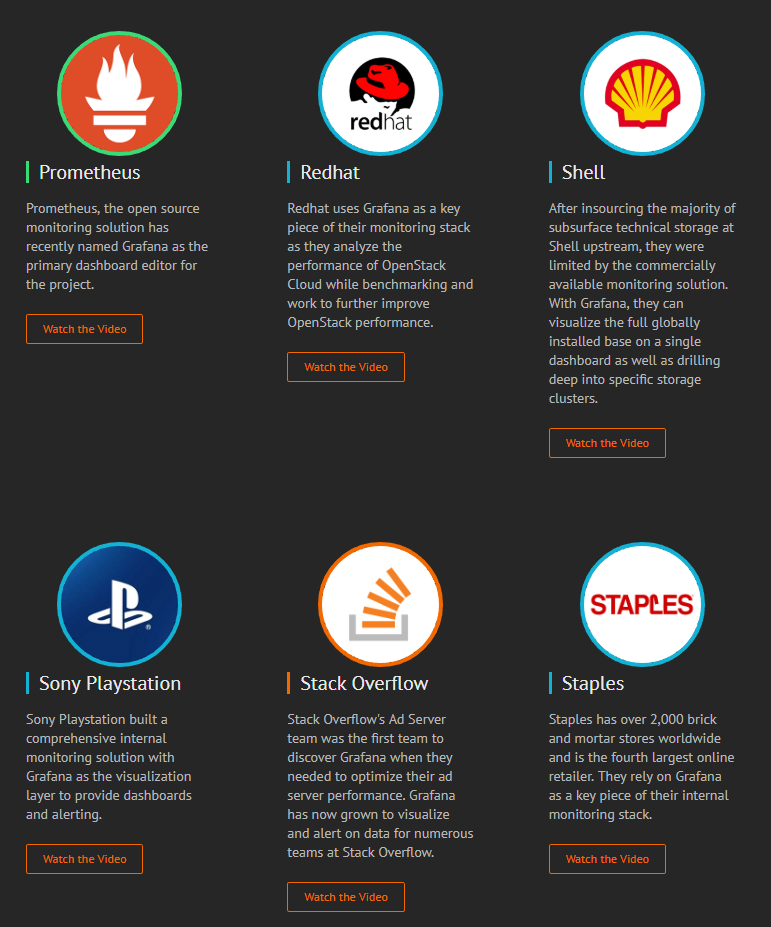 redhat
Prometheus
Prometheus, the open source
monitoring solution has
recently named Grafana as the
primary dashboard editor for
the project.
Watch the Video
Redhat
Redhat uses Grafana as a key
piece of their monitoring stack
as they analyze the
performance of OpenStack
Cloud while benchmarking and
work to further improve
OpenStack performance.
Watch the Video
Shell
After insourcing the majority of
subsurface technical storage at
Shell upstream, they were
limited by the commercially
available monitoring solution.
With Grafana, they can
visualize the full globally
installed base on a single
dashboard as well as drilling
deep into specific storage
clusters.
Watch the Video
STAPLES
Sony Playstation
Sony Playstation built a
comprehensive internal
monitoring solution with
Grafana as the visualization
layer to provide dashboards
and alerting.
Watch the Video
Stack Overflow
Stack Overflow's Ad Server
team was the first team to
discover Grafana when they
needed to optimize their ad
server performance. Grafana
has now grown to visualize
and alert on data for numerous
teams at Stack Overflow.
Watch the Video
Staples
Staples has over 2,000 brick
and mortar stores worldwide
and is the fourth largest online
retailer. They rely on Grafana
as a key piece of their internal
monitoring stack.
Watch the Video